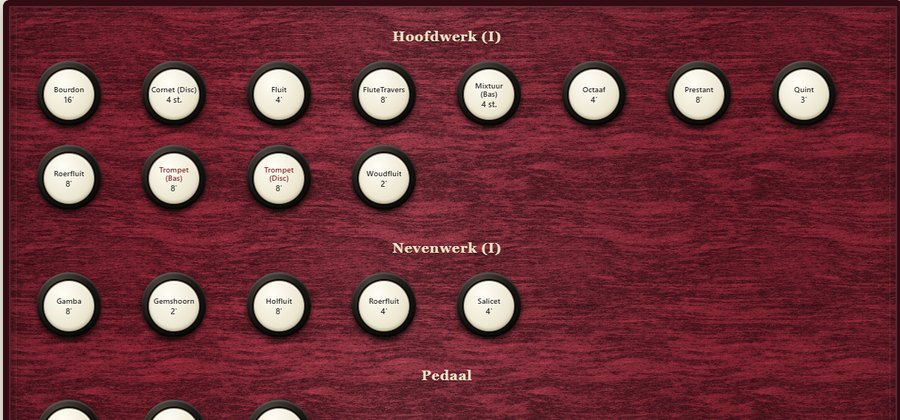 Hoofdwerk (I)
Bourdon
16'
Cornet (Disc)
4 st.
Fluit
4'
FluteTravers
8'
Mixtuur
(Bas)
4 st.
Octaaf
4'
Prestant
8'
Quint
3'
Roerfluit
8'
Trompet
(Bas)
8'
Trompet
(Disc)
8'
Woudfluit
2'
Nevenwerk (I)
Gamba
8'
Gemshoorn
2'
Holfluit
8'
Roerfluit
4'
Salicet
4'
Pedaal